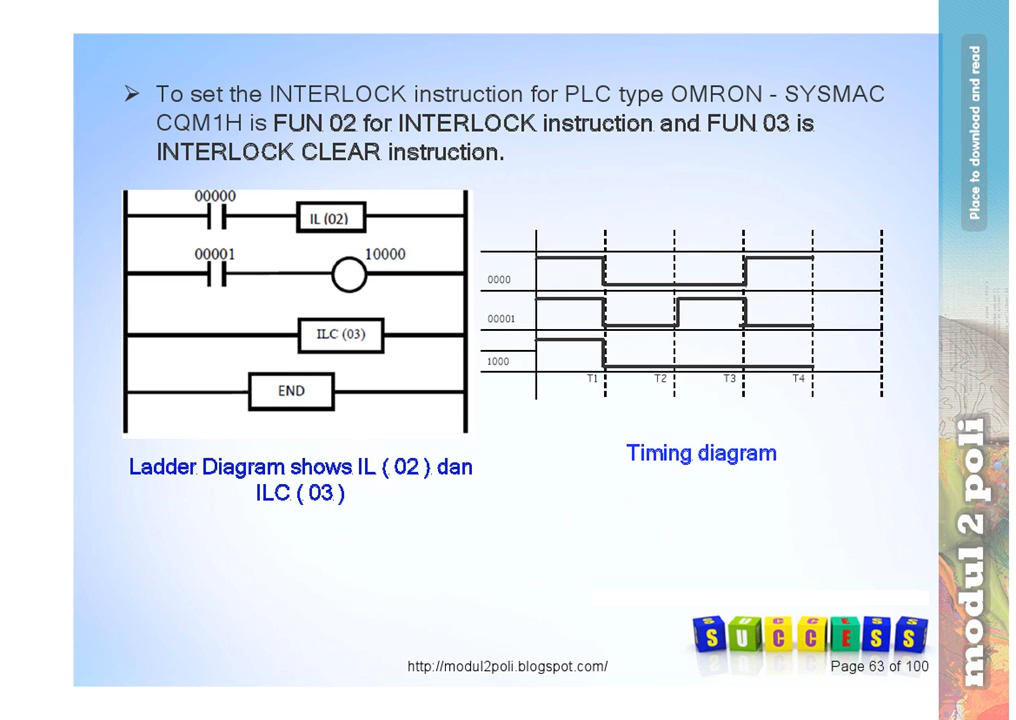 ➢ To set the INTERLOCK instruction for PLC type OMRON - SYSMAC
CQM1H is FUN 02 for INTERLOCK instruction and FUN 03 is
INTERLOCK CLEAR instruction.
00000
IL (02)
00001
10000
ILC (03)
END
Ladder Diagram shows IL ( 02 ) dan
ILC ( 03 )
0000
00001
1000
T1 T2 T3 T4
Timing diagram
S U C C E S S
http://modul2poli.blogspot.com/
Page 63 of 100
Place to download and read
modul 2 poli